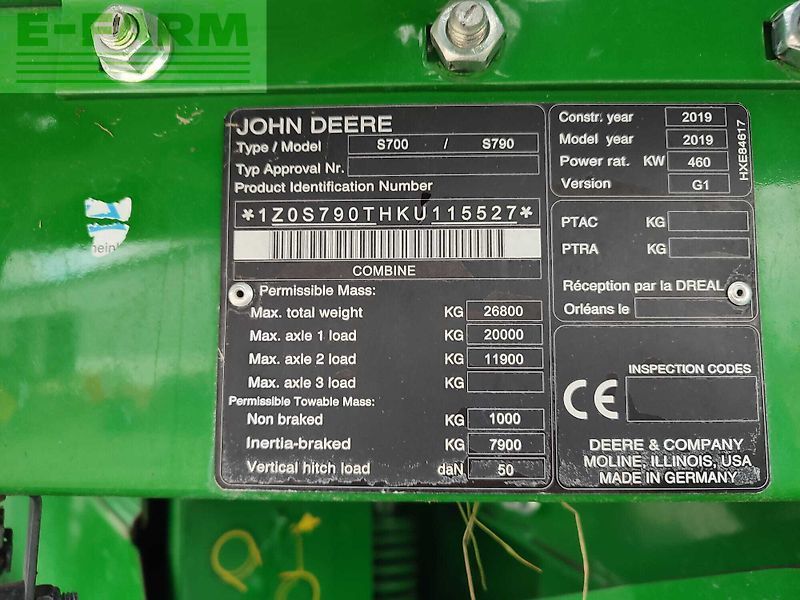 E-FARM
JOHN DEERE
Type / Model S700 / S790
Typ Approval Nr.
Product Identification Number
*1Z0S790THKU115527*
COMBINE
Permissible Mass:
Max. total weight KG 26800
Max. axle 1 load KG 20000
Max. axle 2 load KG 11900
Max. axle 3 load KG
Permissible Towable Mass:
Non braked KG 1000
Inertia-braked KG 7900
Vertical hitch load daN 50
Constr. year 2019
Model year 2019
Power rat. KW 460
Version G1
HXE84617
PTAC KG
PTRA KG
Réception par la DREAL
Orléans le
CE
INSPECTION CODES
DEERE & COMPANY
MOLINE, ILLINOIS, USA
MADE IN GERMANY